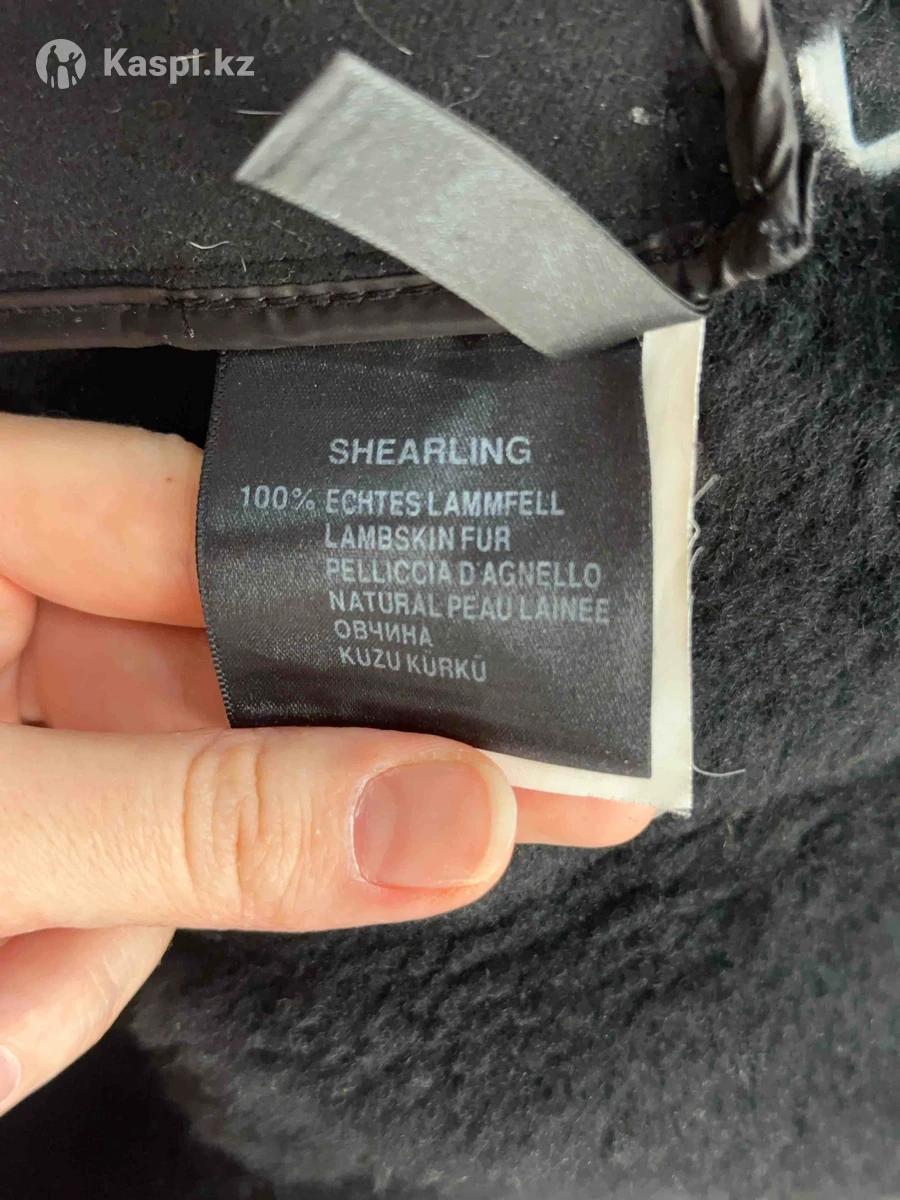 Kaspi.kz
SHEARLING
100% ECHTES LAMMFELL
LAMBSKIN FUR
PELLICCIA D'AGNELLO
NATURAL PEAU LAINEE
ОВЧИНА
KUZU KÜRKÜ